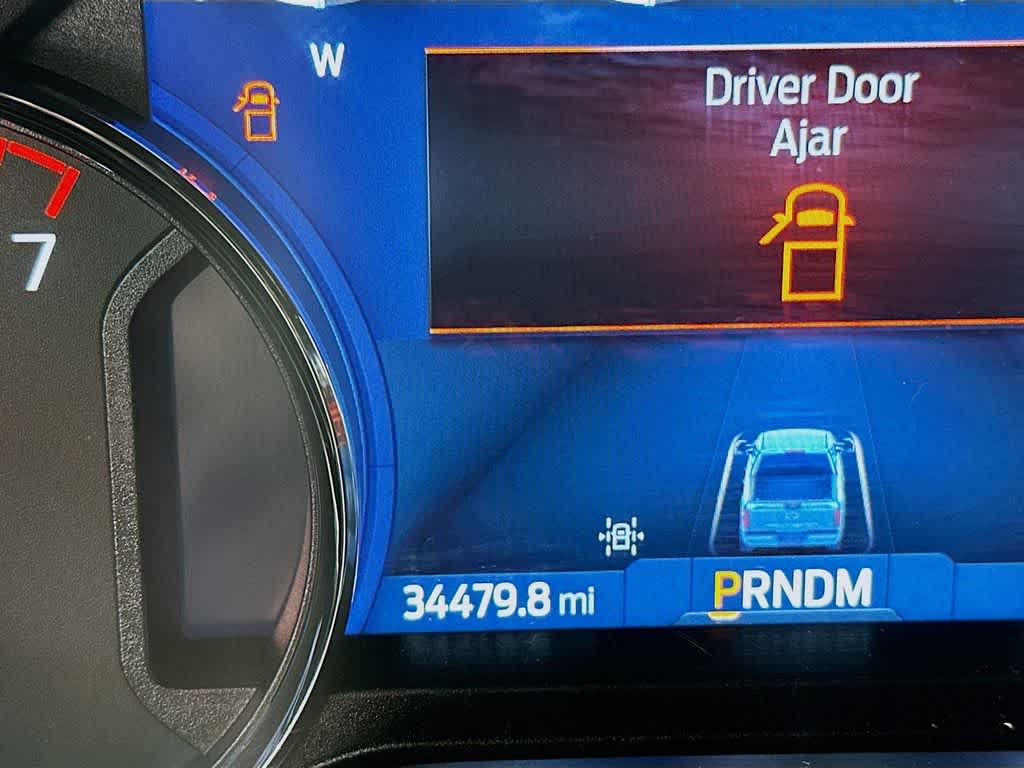 W
Driver Door
Ajar
7
34479.8 mi
PRNDM